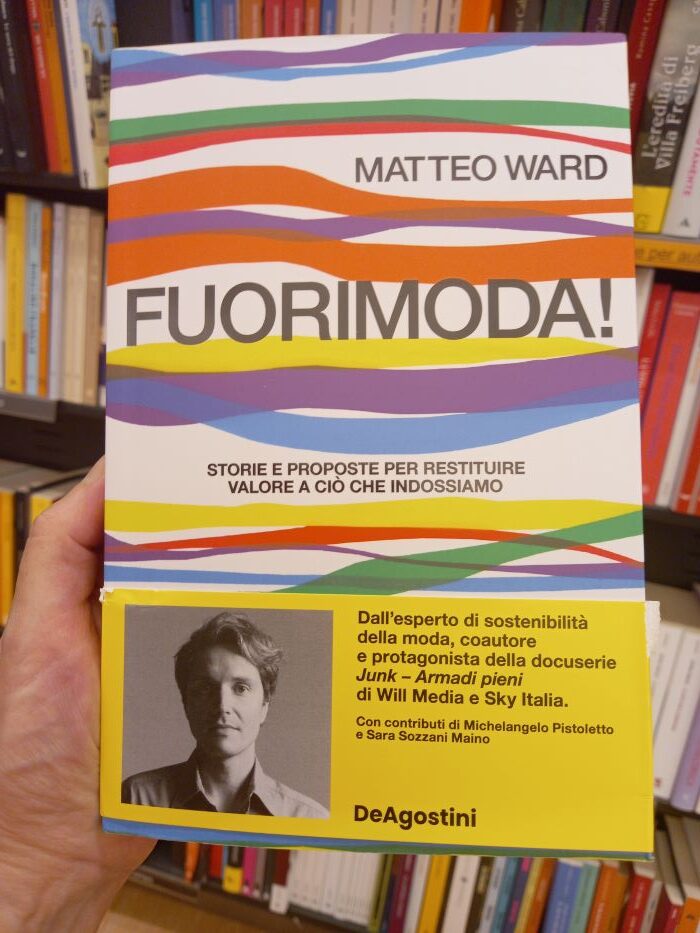 MATTEO WARD
FUORIMODA!
STORIE E PROPOSTE PER RESTITUIRE
VALORE A CIÒ CHE INDOSSIAMO
Dall'esperto di sostenibilità
della moda, coautore
e protagonista della docuserie
Junk – Armadi pieni
di Will Media e Sky Italia.
Con contributi di Michelangelo Pistoletto
e Sara Sozzani Maino
DeAgostini
L'eredità di
Villa Freiberg